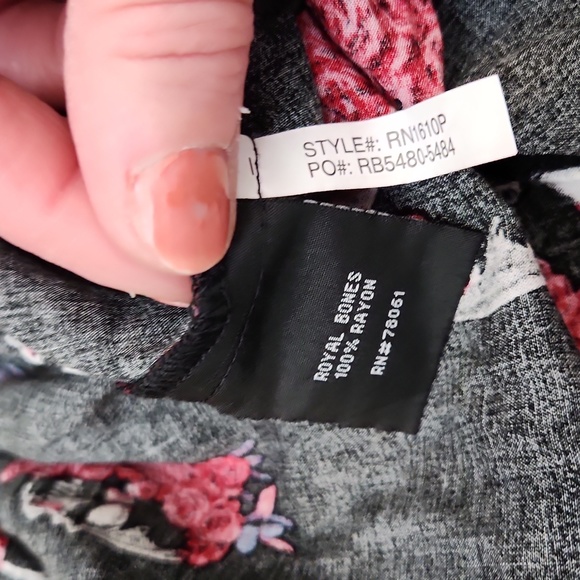 STYLE#: RN1610P
PO#: RB5480-5484
ROYAL BONES
100% RAYON
RN# 78061